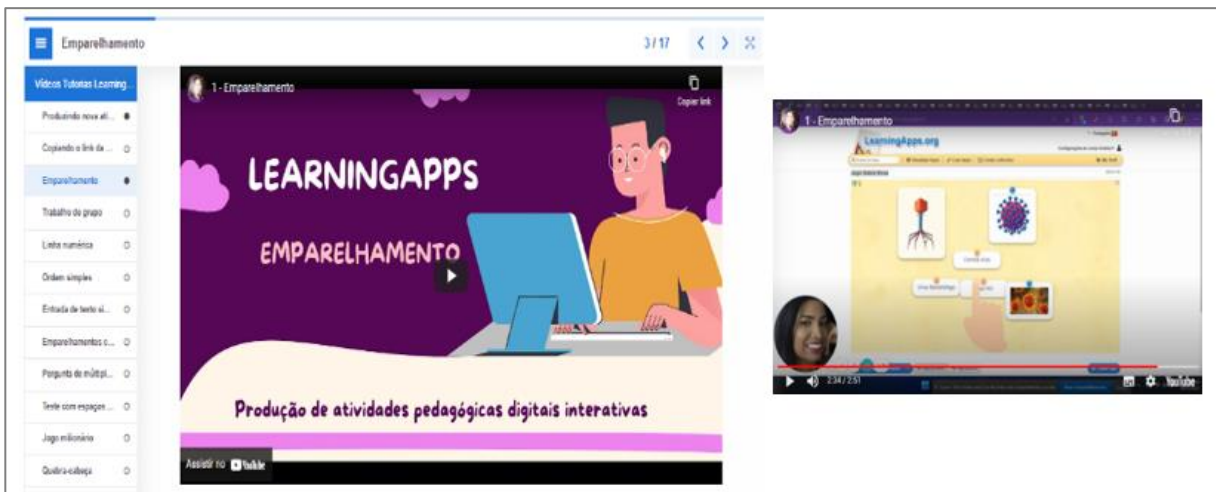 Emparelhamento
3 / 17
Vídeos Tutorias Learning...
Produzindo nova ati...
Copiando o link da ...
Emparelhamento
Trabalho de grupo
Linha numérica
Ordem simples
Entrada de texto si...
Emparelhamentos c...
Pergunta de múltipl...
Teste com espaços ...
Jogo milionário
Quebra-cabeça
1 - Emparelhamento
Copiar link
LEARNINGAPPS
EMPARELHAMENTO
Produção de atividades pedagógicas digitais interativas
Assistir no YouTube
1 - Emparelhamento
LearningApps.org
2:34 / 2:51
YouTube